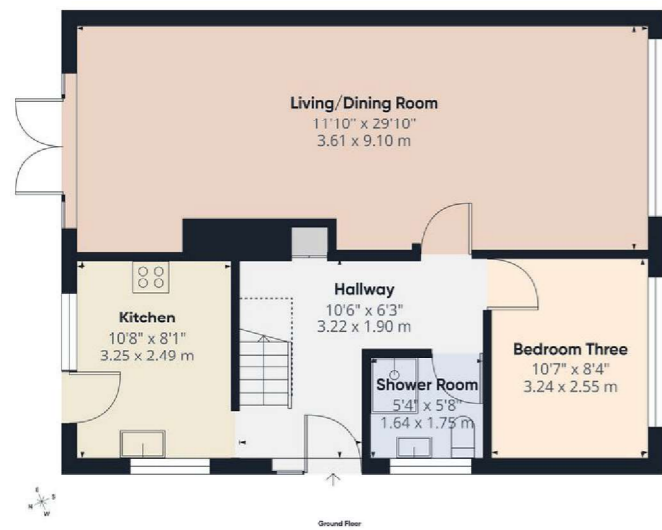 Living/Dining Room
11'10" x 29'10"
3.61 x 9.10 m
Hallway
10'6" x 6'3"
3.22 x 1.90 m
Kitchen
10'8" x 8'1"
3.25 x 2.49 m
Bedroom Three
10'7" x 8'4"
3.24 x 2.55 m
Shower Room
5'4" x 5'8"
1.64 x 1.75 m
E
S
N
W
Ground Floor